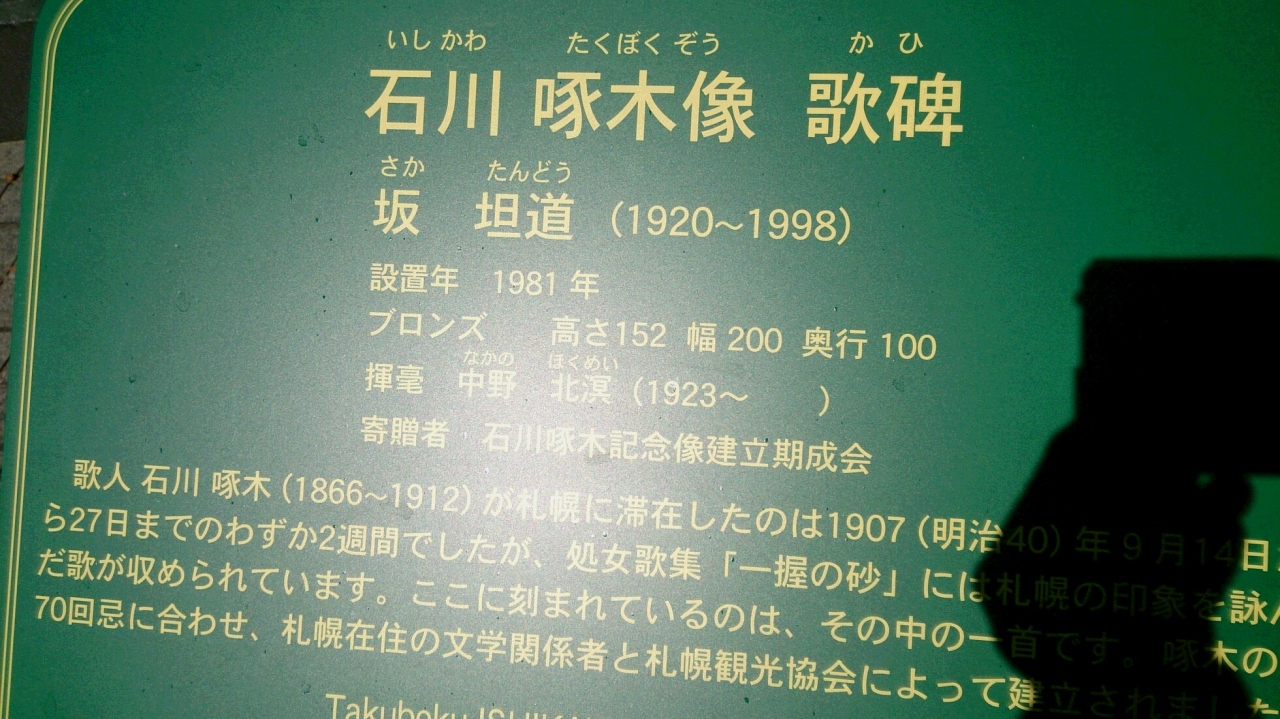 いし かわ たくぼく ぞう か ひ
石川 啄木像 歌碑
さか たんどう
坂 坦道 (1920～1998)
設置年 1981 年
ブロンズ 高さ152 幅 200 奥行 100
なかの ほくめい
揮毫 中野 北溟 (1923～ )
寄贈者 石川啄木記念像建立期成会
歌人 石川 啄木 (1866～1912) が札幌に滞在したのは1907 (明治40) 年 9 月14日
ら27日までのわずか2週間でしたが、処女歌集「一握の砂」には札幌の印象を詠
だ歌が収められています。ここに刻まれているのは、その中の一首です。啄木の
70回忌に合わせ、札幌在住の文学関係者と札幌観光協会によって建立されました
Takuboku